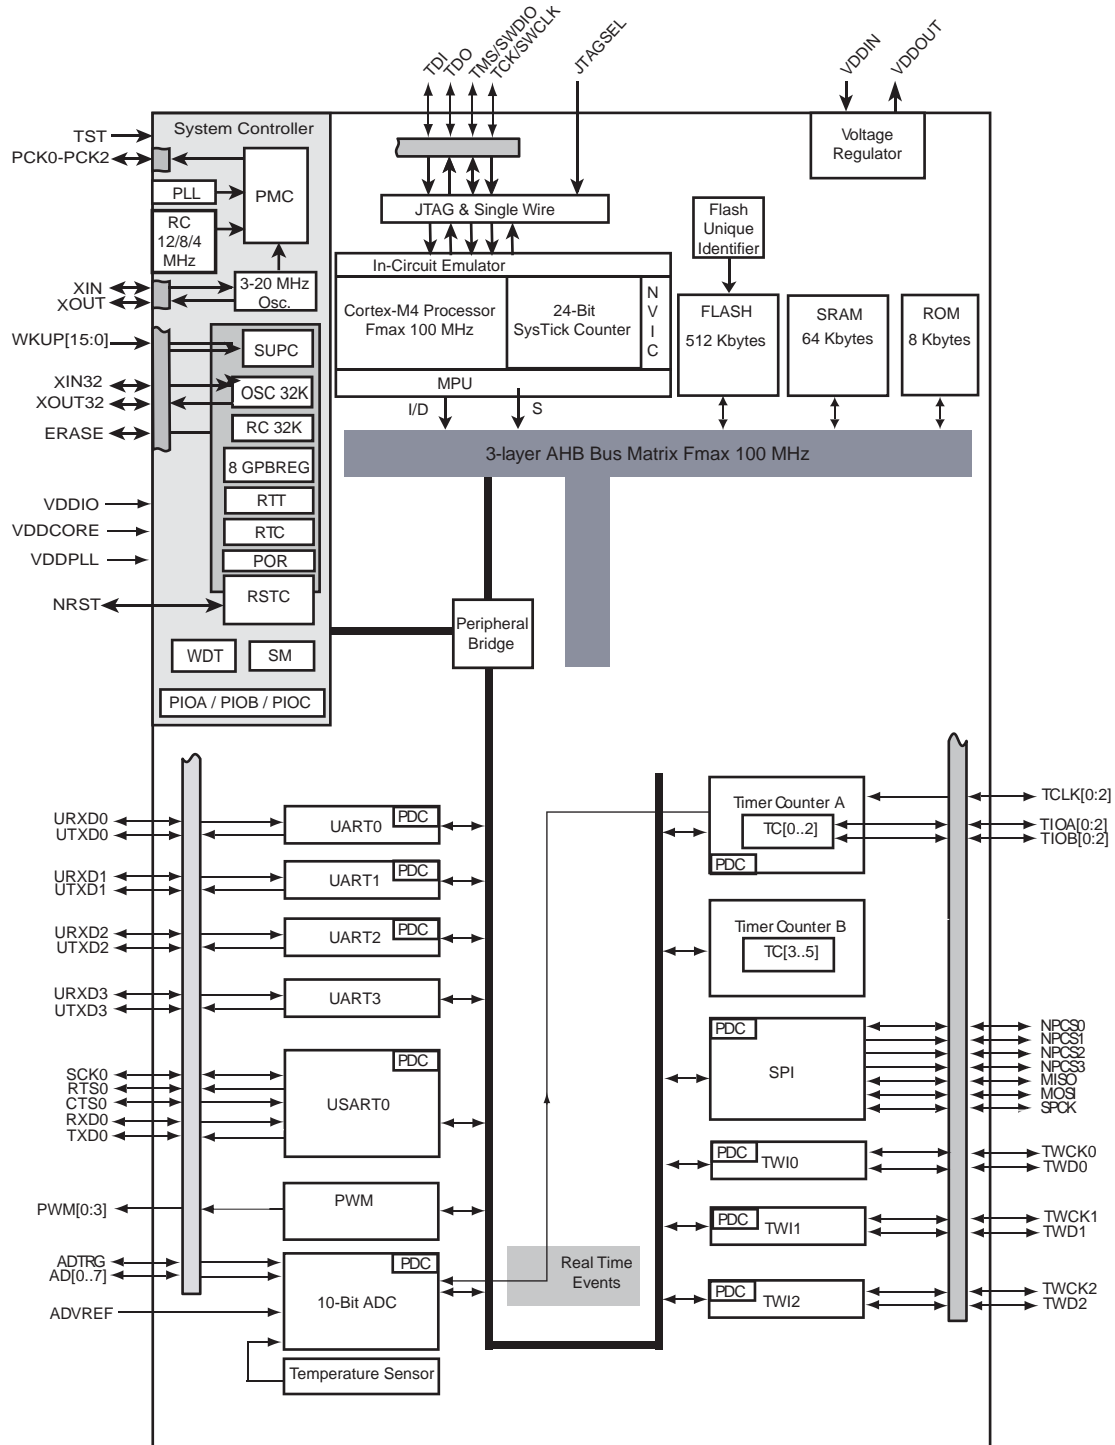 TDI
TDO
TMS/SWDIO
TCK/SWCLK
JTAGSEL
VDDIN
VDDOUT
System Controller
TST
PCK0-PCK2
PLL
PMC
RC
12/8/4
MHz
XIN
XOUT
3-20 MHz
Osc.
WKUP[15:0]
SUPC
XIN32
XOUT32
OSC 32K
ERASE
RC 32K
8 GPBREG
VDDIO
RTT
VDDCORE
RTC
VDDPLL
POR
NRST
RSTC
WDT
SM
PIOA / PIOB / PIOC
Voltage
Regulator
JTAG & Single Wire
Flash
Unique
Identifier
In-Circuit Emulator
Cortex-M4 Processor
Fmax 100 MHz
24-Bit
SysTick Counter
N
V
I
C
MPU
FLASH
512 Kbytes
SRAM
64 Kbytes
ROM
8 Kbytes
I/D
S
3-layer AHB Bus Matrix Fmax 100 MHz
Peripheral
Bridge
URXD0
UTXD0
UART0
PDC
URXD1
UTXD1
UART1
PDC
URXD2
UTXD2
UART2
PDC
URXD3
UTXD3
UART3
SCK0
RTS0
CTS0
RXD0
TXD0
USART0
PDC
PWM[0:3]
PWM
ADTRG
AD[0..7]
ADVREF
10-Bit ADC
PDC
Temperature Sensor
Real Time
Events
Timer Counter A
TC[0..2]
PDC
TCLK[0:2]
TIOA[0:2]
TIOB[0:2]
Timer Counter B
TC[3..5]
PDC
SPI
NPCS0
NPCS1
NPCS2
NPCS3
MISO
MOSI
SPCK
PDC
TWI0
TWCK0
TWD0
PDC
TWI1
TWCK1
TWD1
PDC
TWI2
TWCK2
TWD2